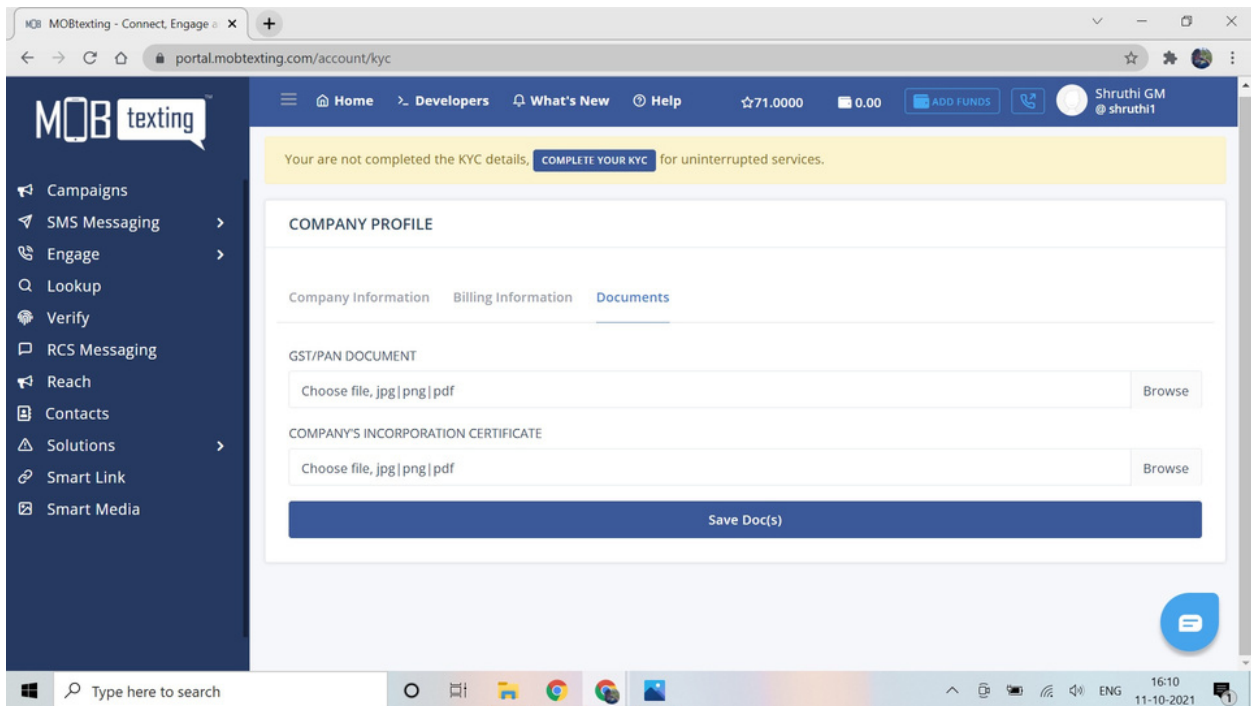 MOB MOBtexting - Connect, Engage a
portal.mobtexting.com/account/kyc
MOB texting ™
Home Developers What's New Help 71.0000 0.00 ADD FUNDS Shruthi GM
@ shruthi1
Your are not completed the KYC details, COMPLETE YOUR KYC for uninterrupted services.
Campaigns
SMS Messaging
Engage
Lookup
Verify
RCS Messaging
Reach
Contacts
Solutions
Smart Link
Smart Media
COMPANY PROFILE
Company Information Billing Information Documents
GST/PAN DOCUMENT
Choose file, jpg|png|pdf Browse
COMPANY'S INCORPORATION CERTIFICATE
Choose file, jpg|png|pdf Browse
Save Doc(s)
Type here to search ENG 16:10
11-10-2021 1